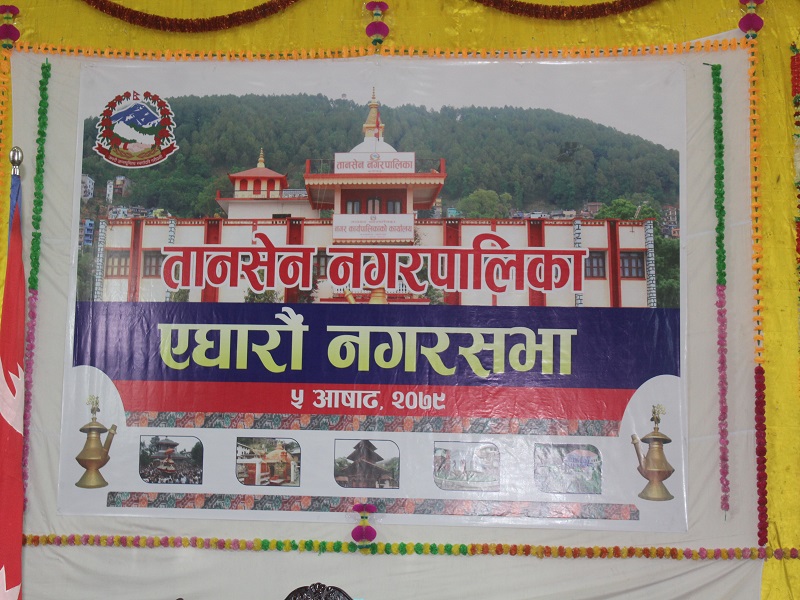 तानसेन नगरपालिका
नगर कार्यपालिकाको कार्यालय
तानसेन नगरपालिका
एघारौं नगरसभा
५ आषाढ, २०७९